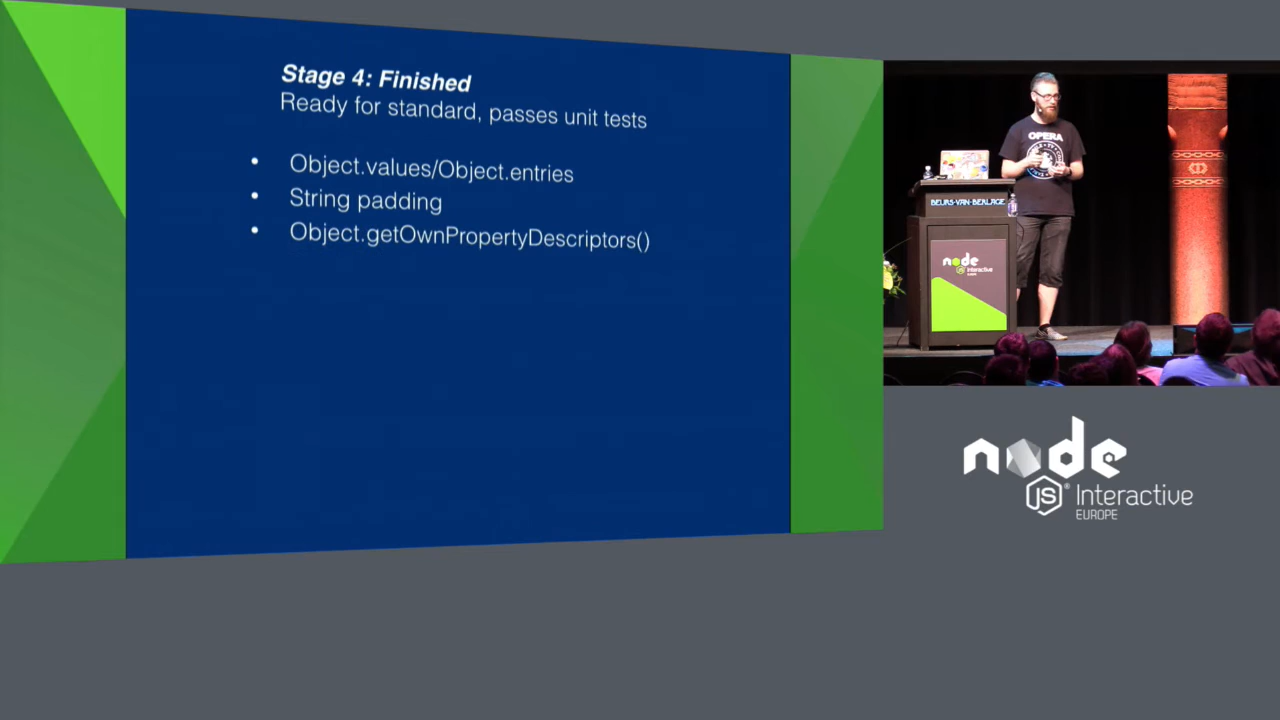 Stage 4: Finished
Ready for standard, passes unit tests
• Object.values/Object.entries
• String padding
• Object.getOwnPropertyDescriptors()
OPERA
BEURS-VAN-BERLAGE
node
JS interactive
node
JS® Interactive
EUROPE